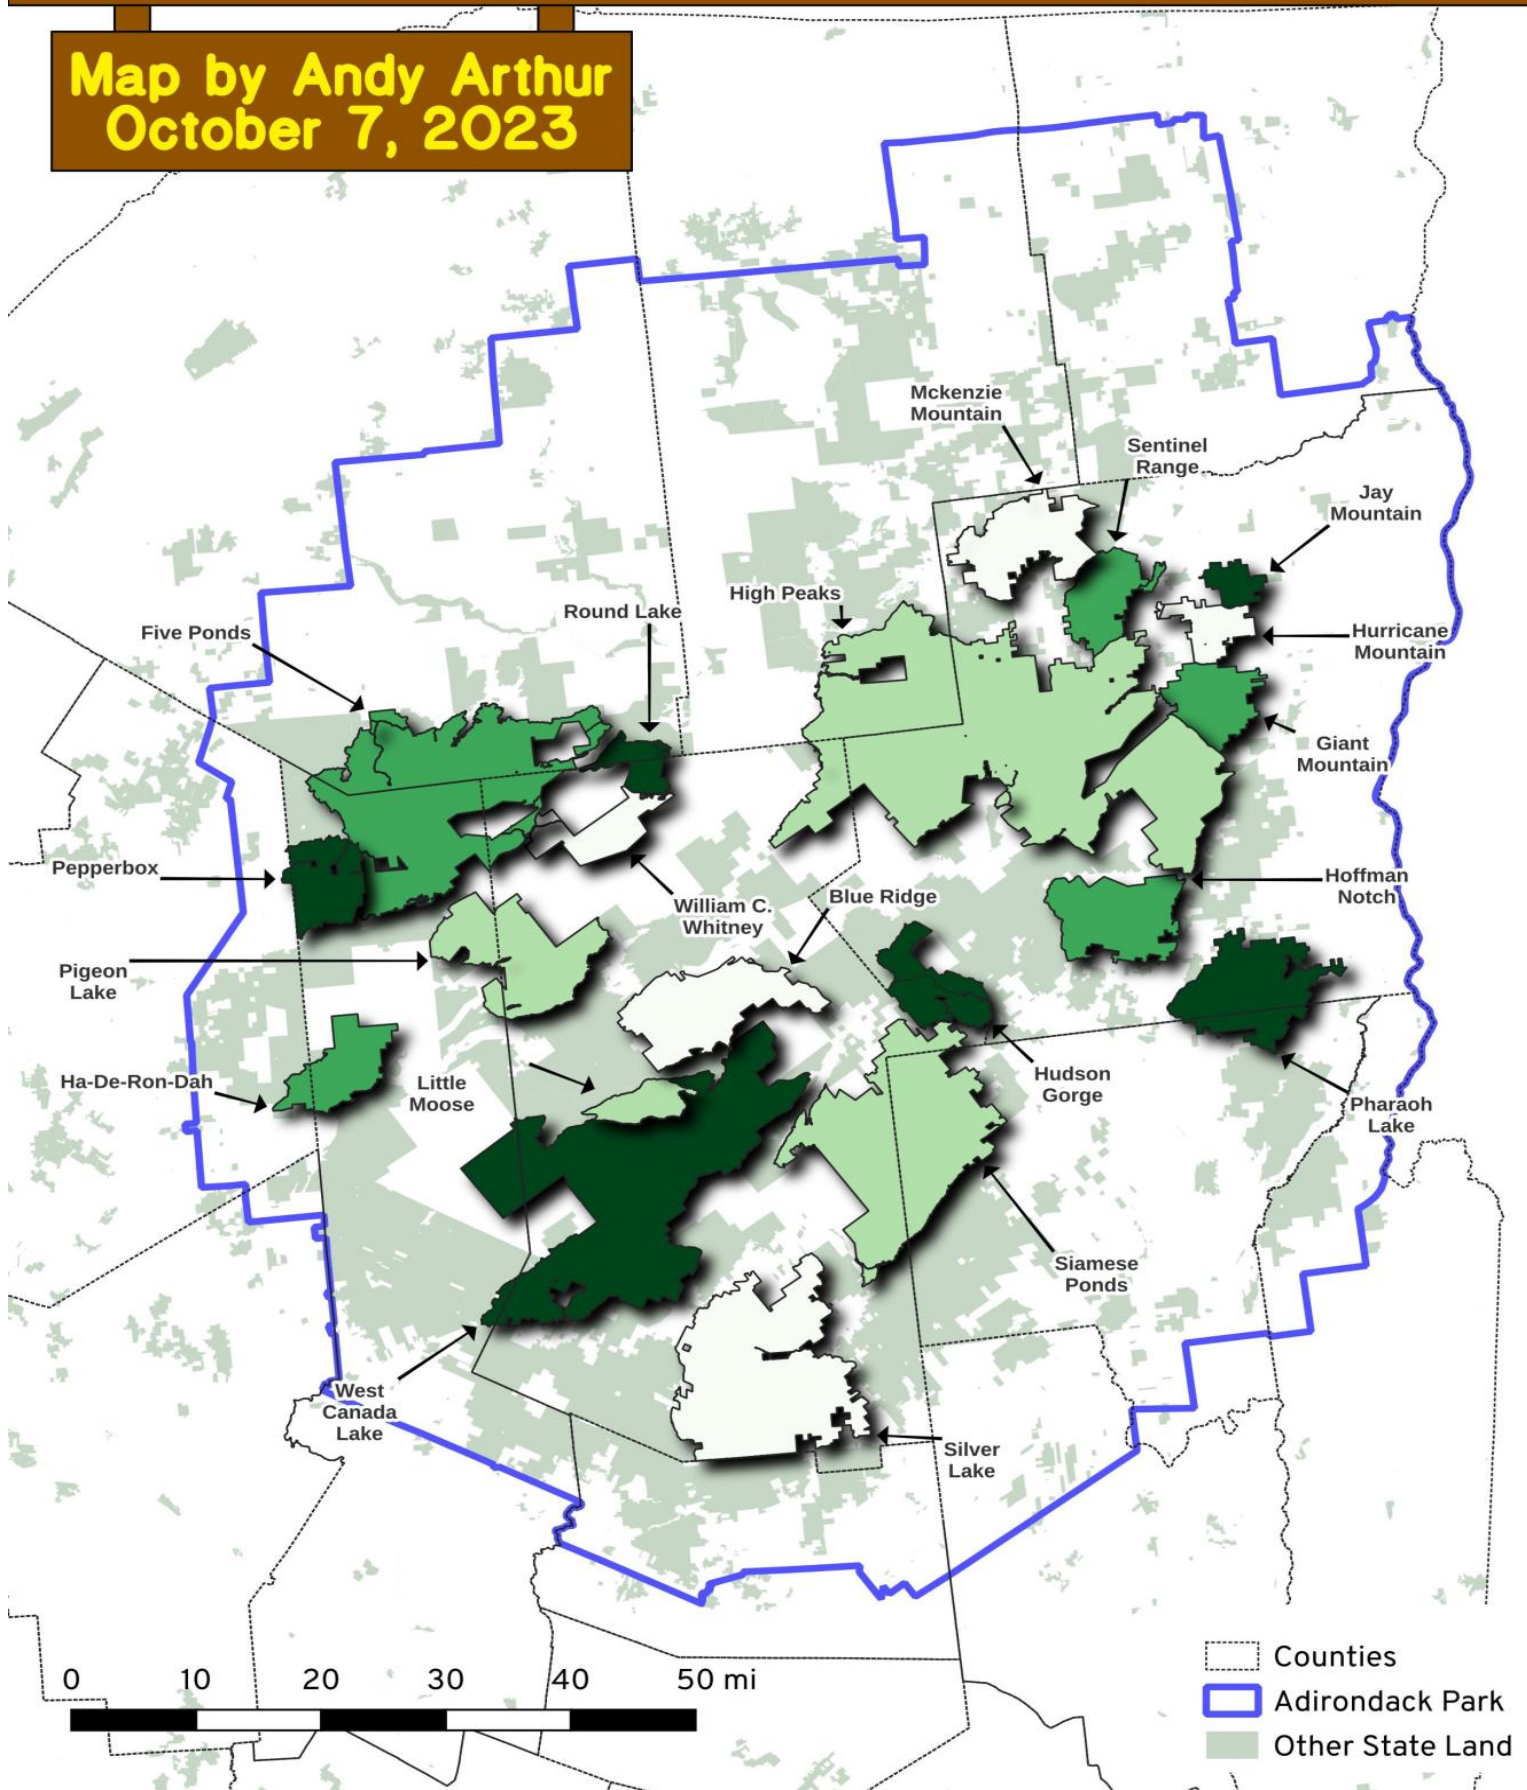 Map by Andy Arthur
October 7, 2023
Mckenzie
Mountain
Sentinel
Range
Jay
Mountain
High Peaks
Round Lake
Five Ponds
Hurricane
Mountain
Giant
Mountain
Pepperbox
Hoffman
Notch
William C.
Whitney
Blue Ridge
Pigeon
Lake
Ha-De-Ron-Dah
Little
Moose
Hudson
Gorge
Pharaoh
Lake
Siamese
Ponds
West
Canada
Lake
Silver
Lake
0 10 20 30 40 50 mi
Counties
Adirondack Park
Other State Land